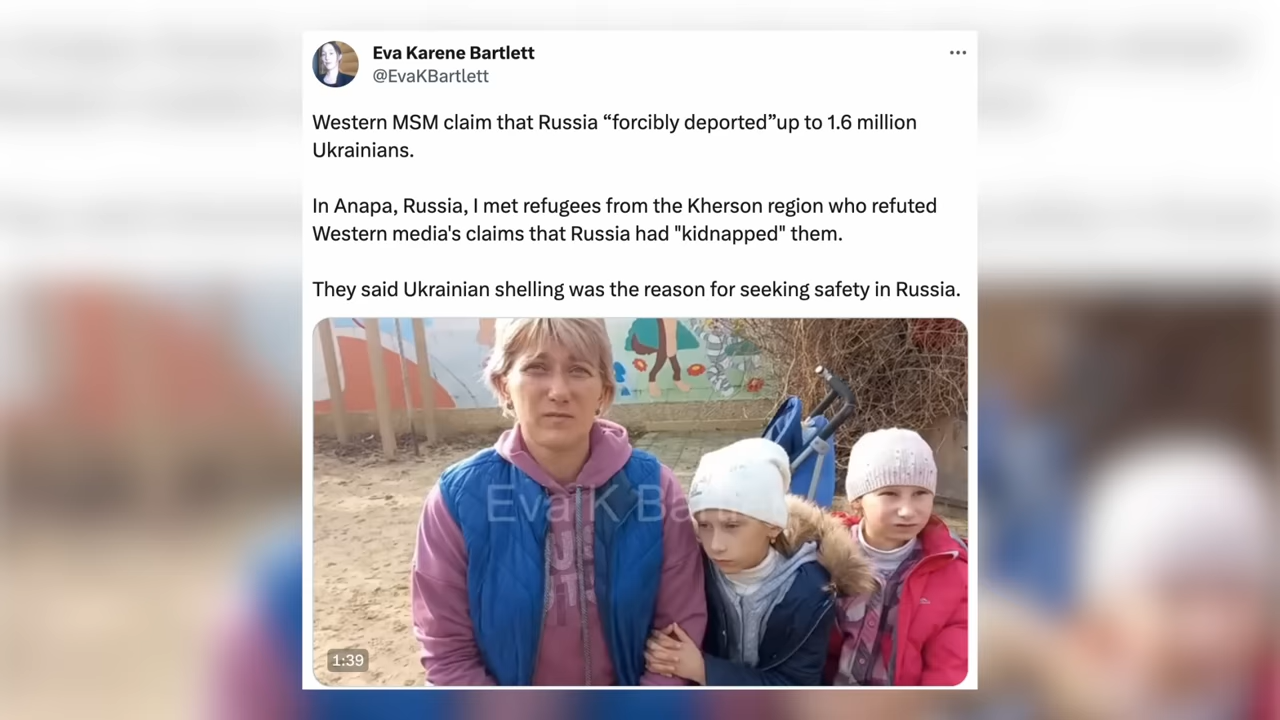 Eva Karene Bartlett
@EvaKBartlett
Western MSM claim that Russia “forcibly deported”up to 1.6 million
Ukrainians.
In Anapa, Russia, I met refugees from the Kherson region who refuted
Western media's claims that Russia had "kidnapped" them.
They said Ukrainian shelling was the reason for seeking safety in Russia.
Eva K Ba
1:39